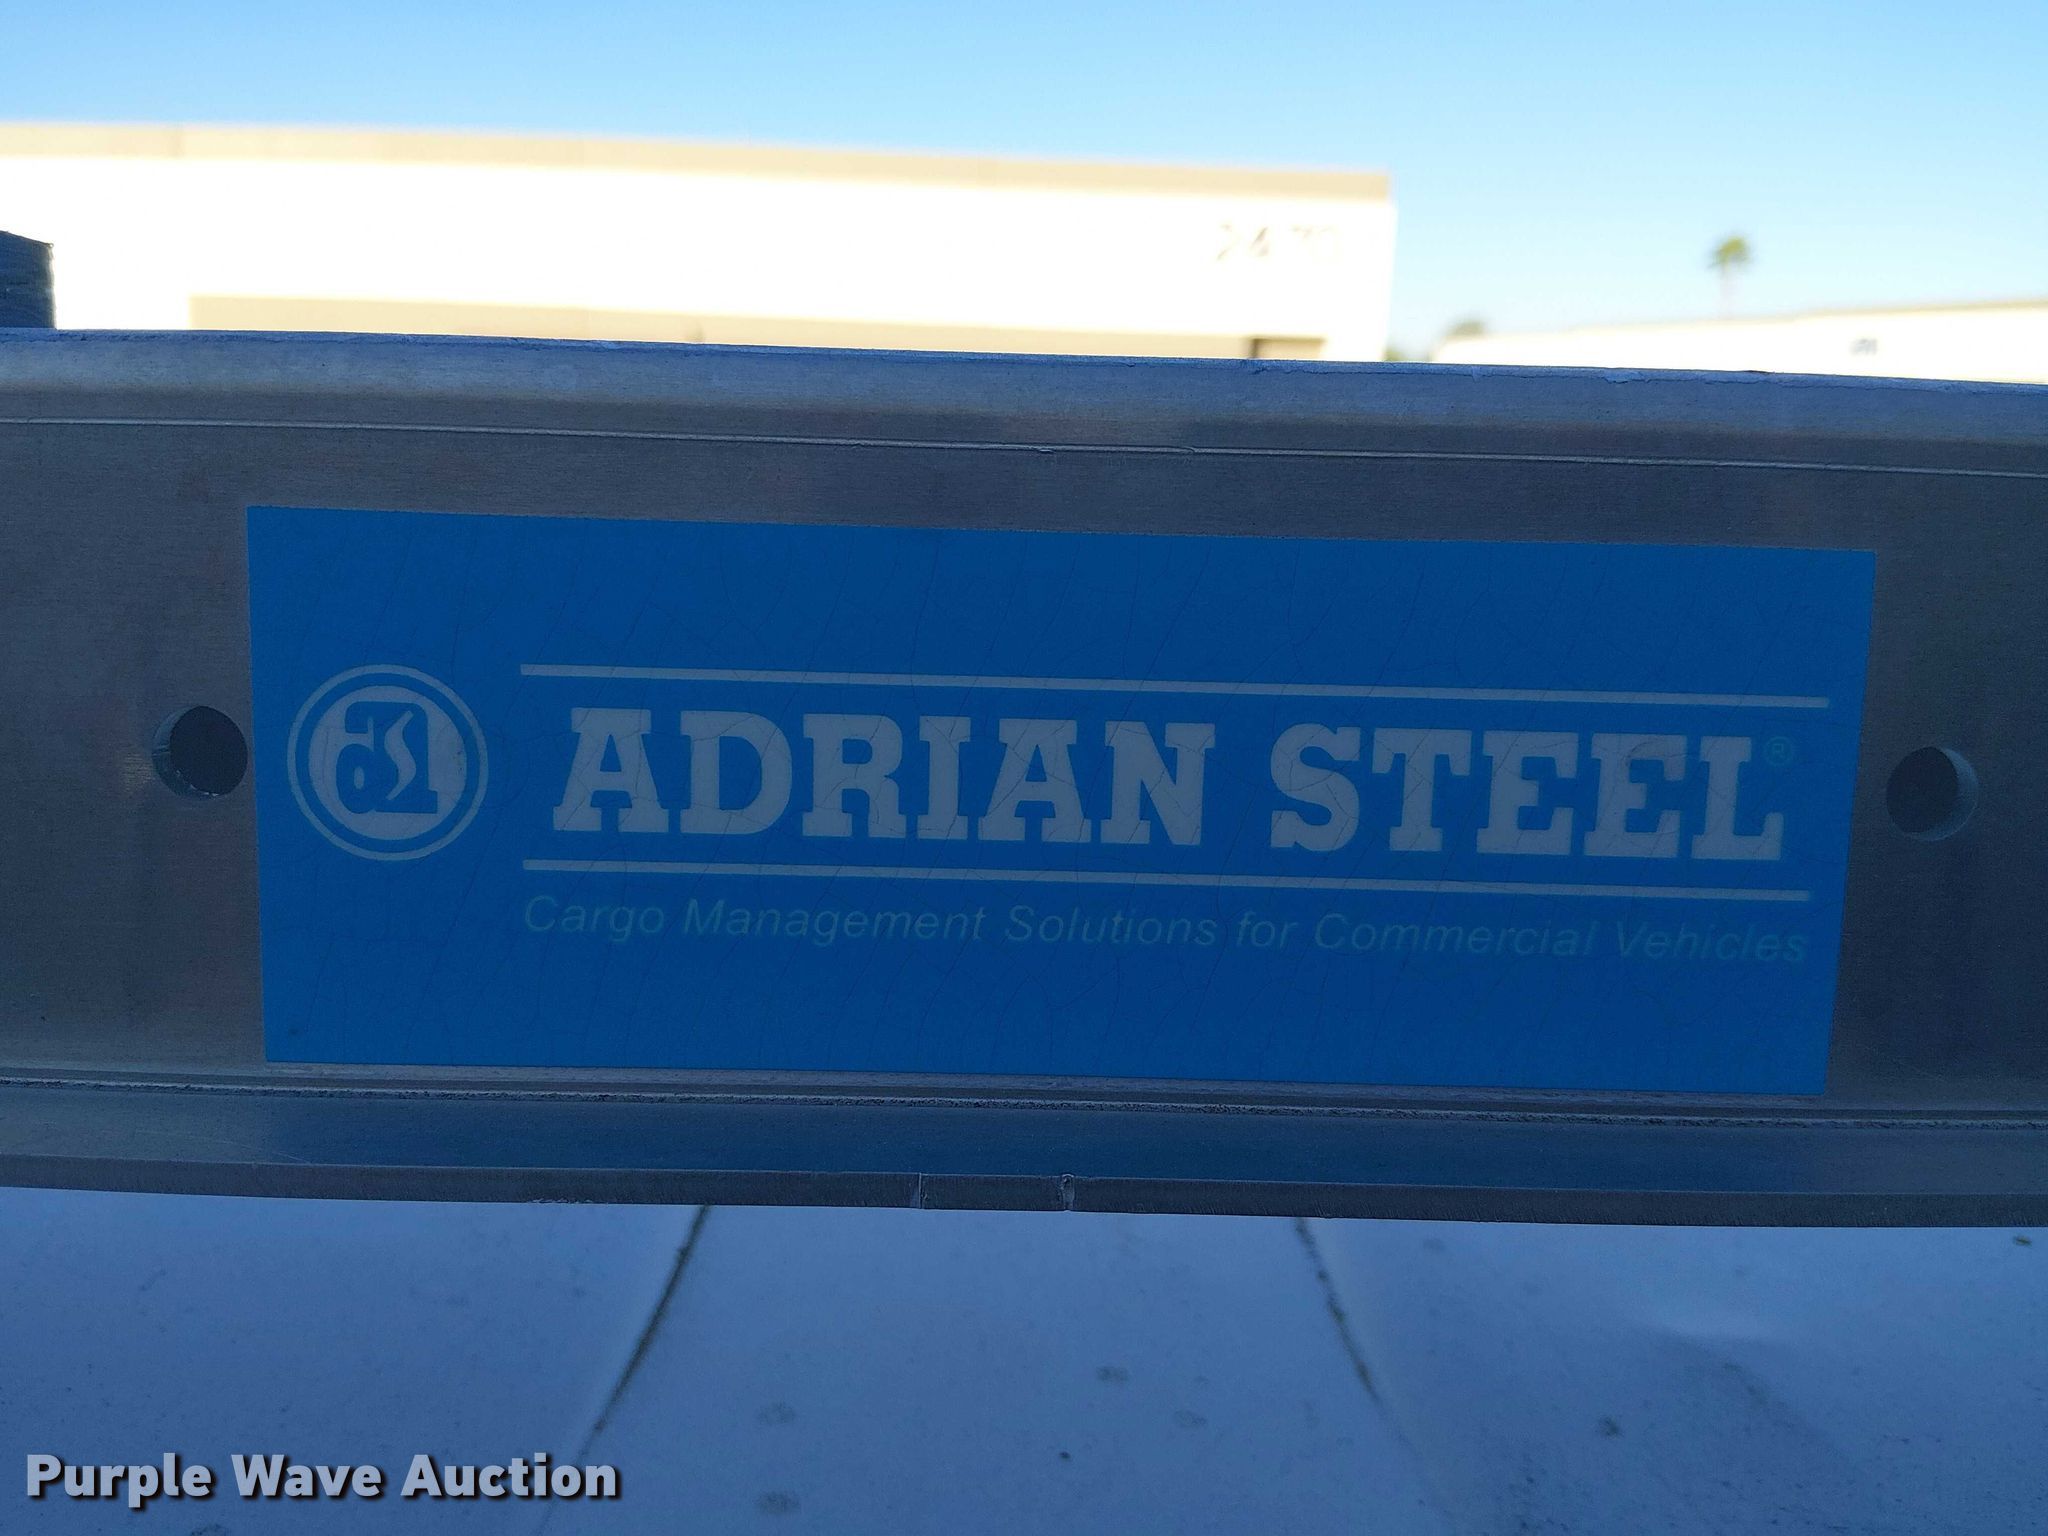 ADRIAN STEEL®
Cargo Management Solutions for Commercial Vehicles
Purple Wave Auction